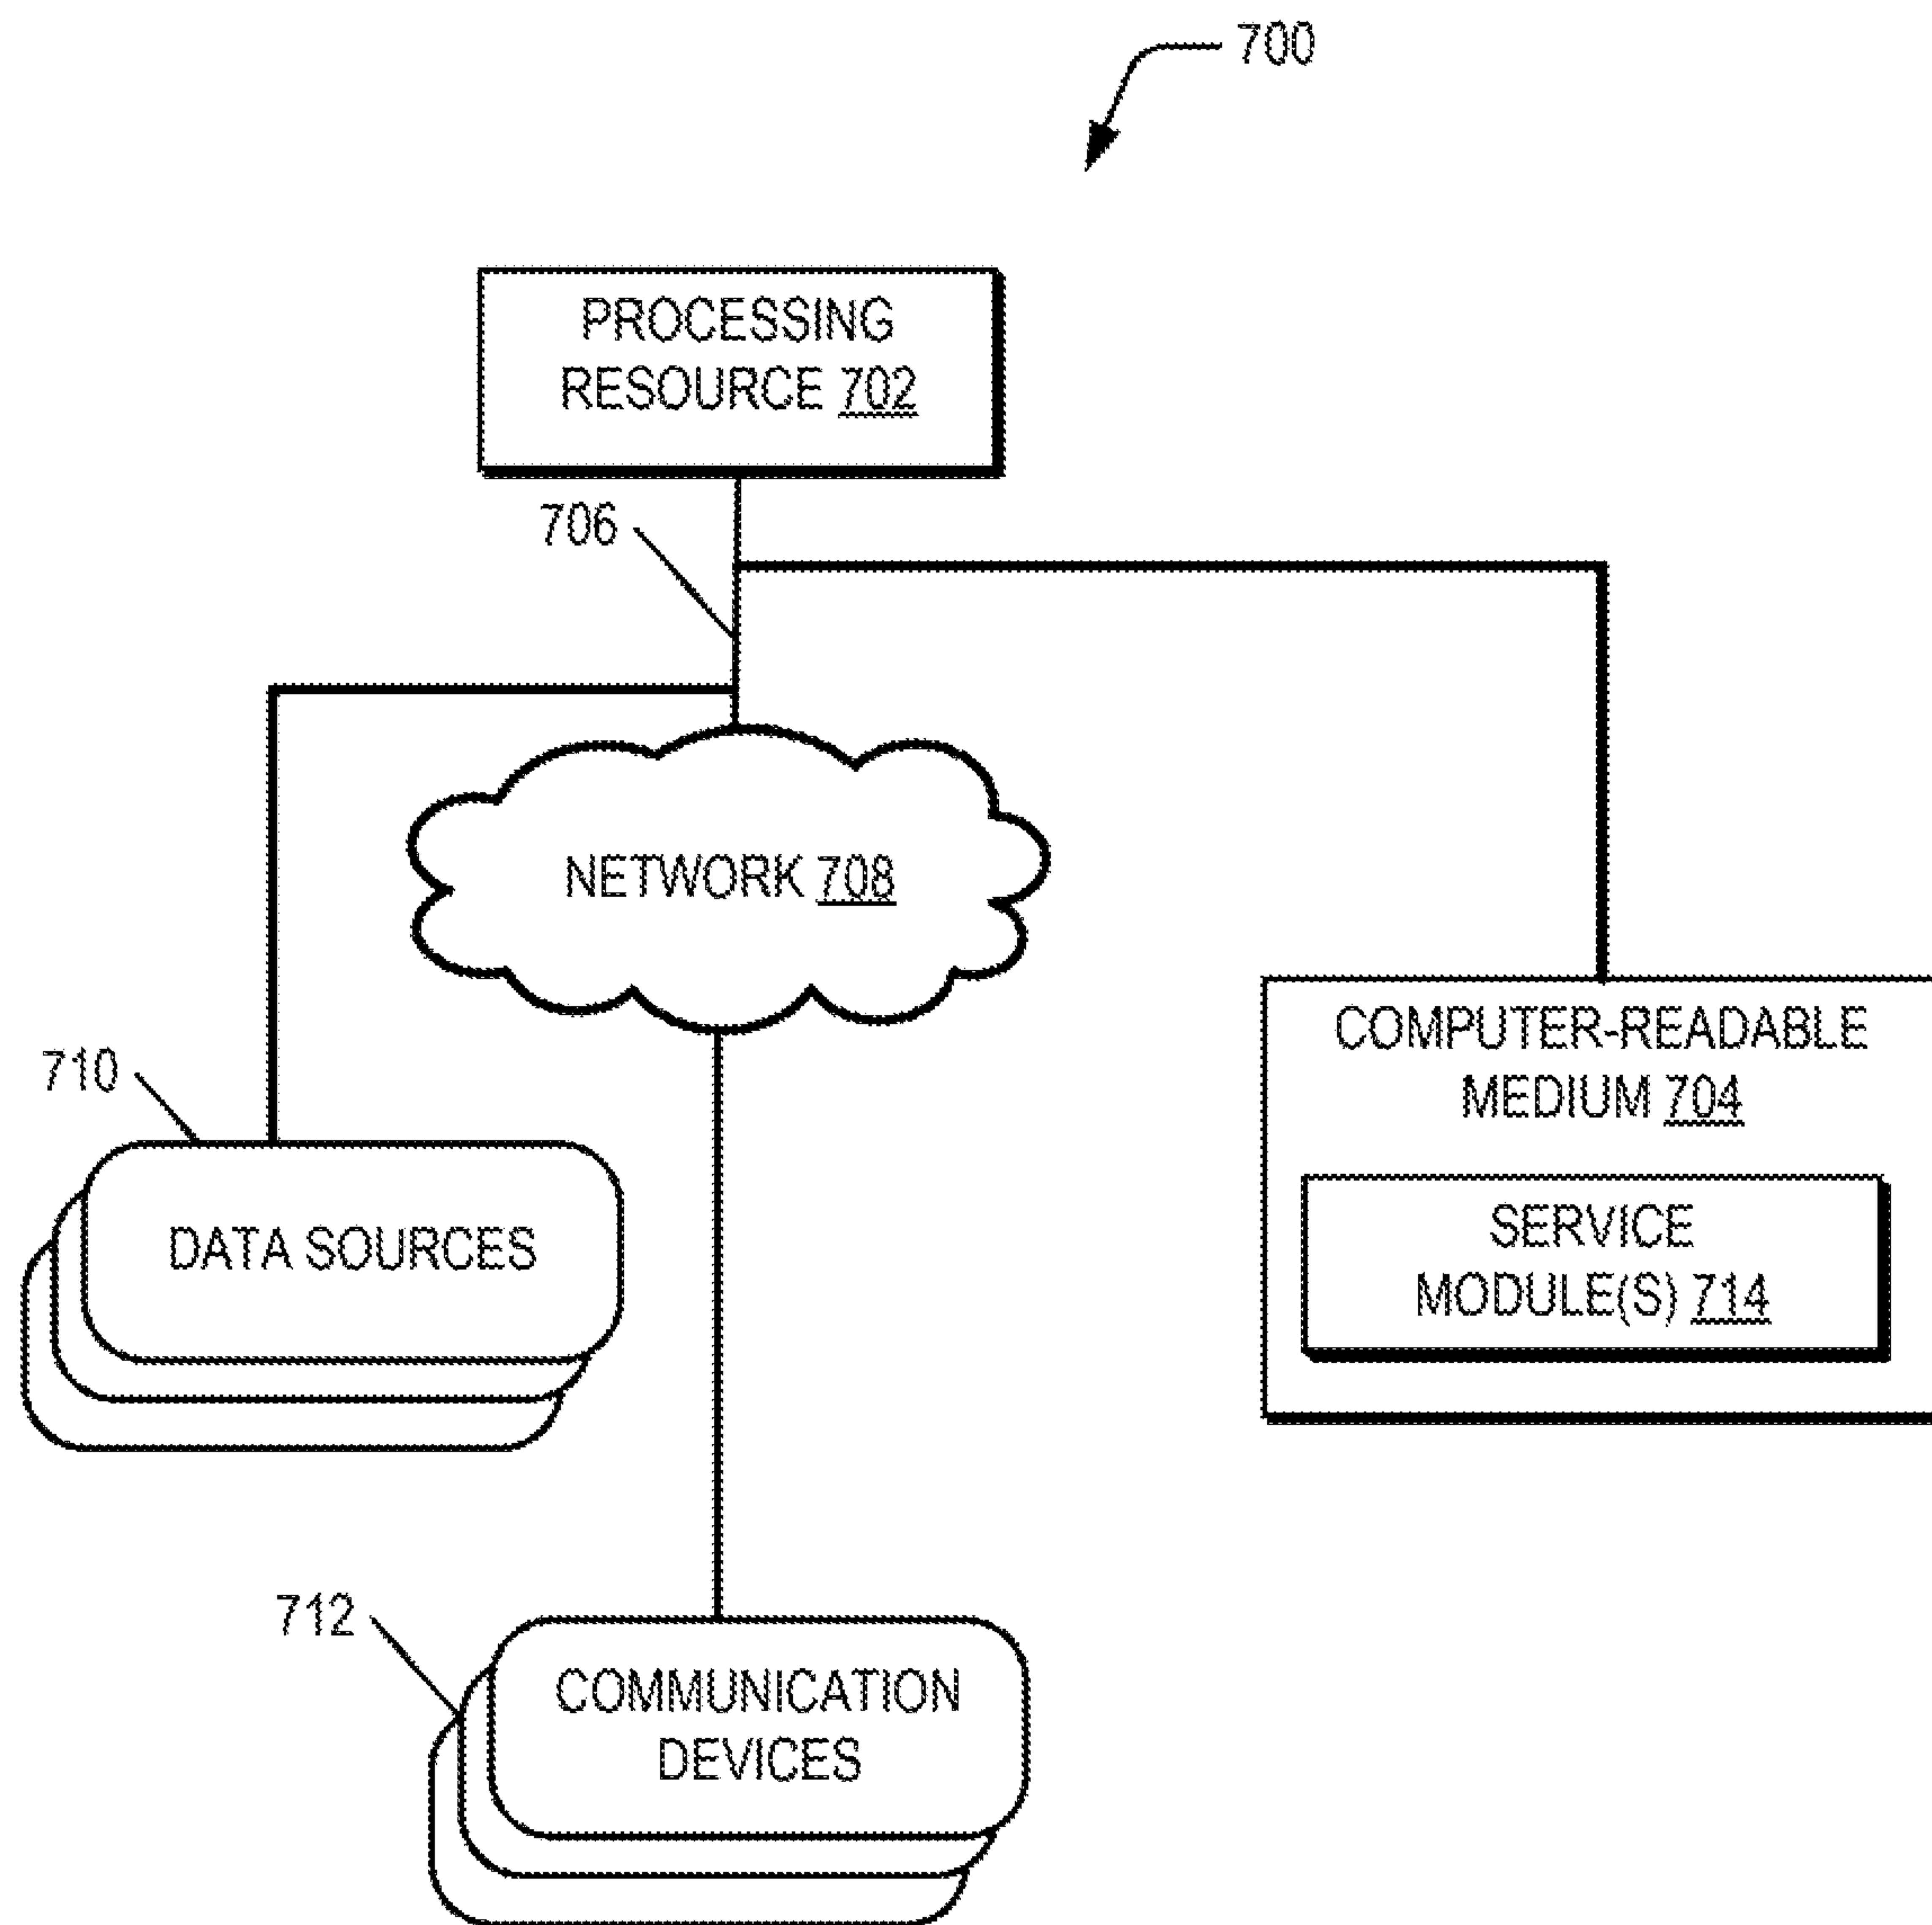 700
PROCESSING
RESOURCE 702
706
NETWORK 708
COMPUTER-READABLE
MEDIUM 704
710
SERVICE
MODULE(S) 714
DATA SOURCES
712
COMMUNICATION
DEVICES